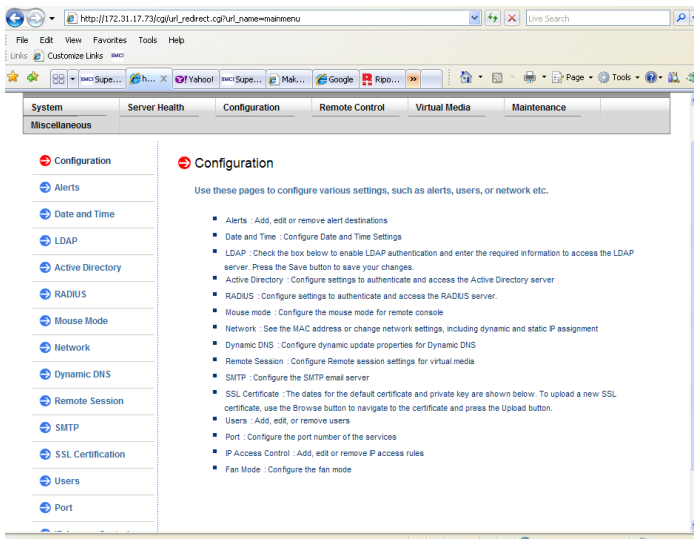 http://172.31.17.73/cgi/url_redirect.cgi?url_name=mainmenu
Live Search
File Edit View Favorites Tools Help
Links Customize Links SMCI
SMCI Supe... h... X Yahoo! SMCI Supe... Mak... Google Ripo... » Page Tools
System Server Health Configuration Remote Control Virtual Media Maintenance
Miscellaneous
Configuration
Alerts
Date and Time
LDAP
Active Directory
RADIUS
Mouse Mode
Network
Dynamic DNS
Remote Session
SMTP
SSL Certification
Users
Port
Configuration
Use these pages to configure various settings, such as alerts, users, or network etc.
Alerts : Add, edit or remove alert destinations
Date and Time : Configure Date and Time Settings
LDAP : Check the box below to enable LDAP authentication and enter the required information to access the LDAP
server. Press the Save button to save your changes.
Active Directory : Configure settings to authenticate and access the Active Directory server
RADIUS : Configure settings to authenticate and access the RADIUS server.
Mouse mode : Configure the mouse mode for remote console
Network : See the MAC address or change network settings, including dynamic and static IP assignment
Dynamic DNS : Configure dynamic update properties for Dynamic DNS
Remote Session : Configure Remote session settings for virtual media
SMTP : Configure the SMTP email server
SSL Certificate : The dates for the default certificate and private key are shown below. To upload a new SSL
certificate, use the Browse button to navigate to the certificate and press the Upload button.
Users : Add, edit, or remove users
Port : Configure the port number of the services
IP Access Control : Add, edit or remove IP access rules
Fan Mode : Configure the fan mode